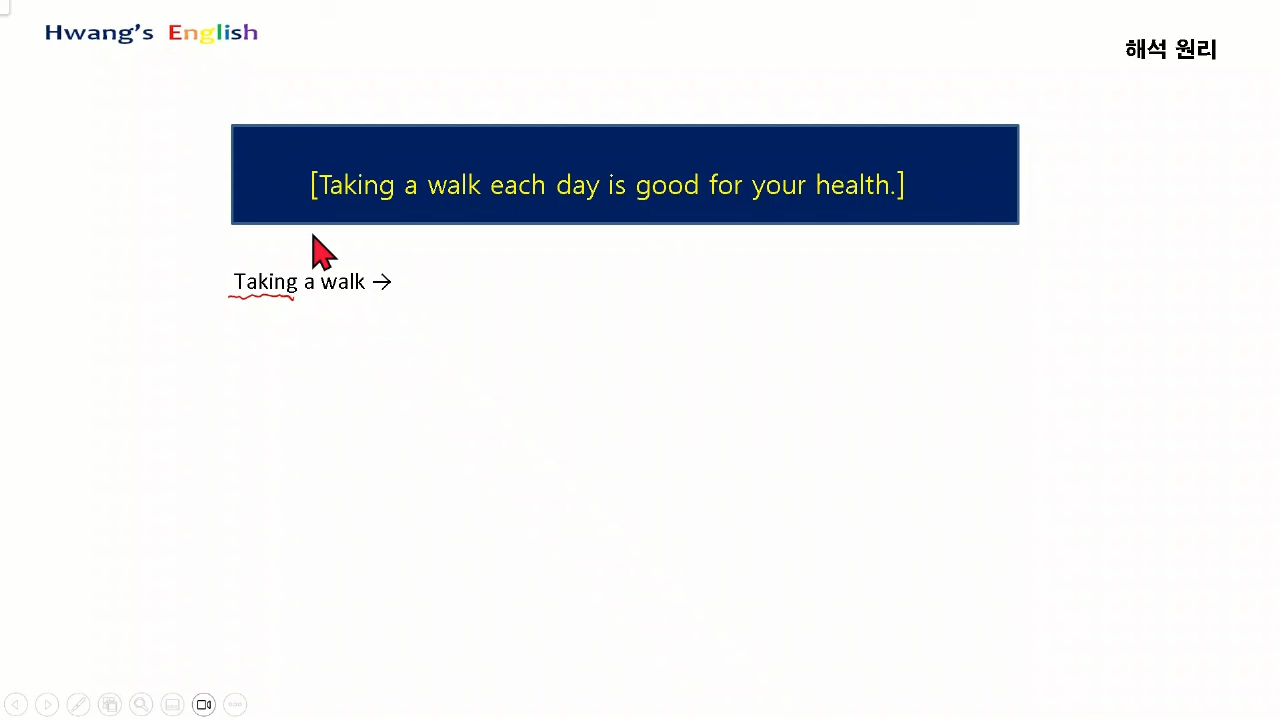 Hwang's English
해석 원리
[Taking a walk each day is good for your health.]
Taking a walk →